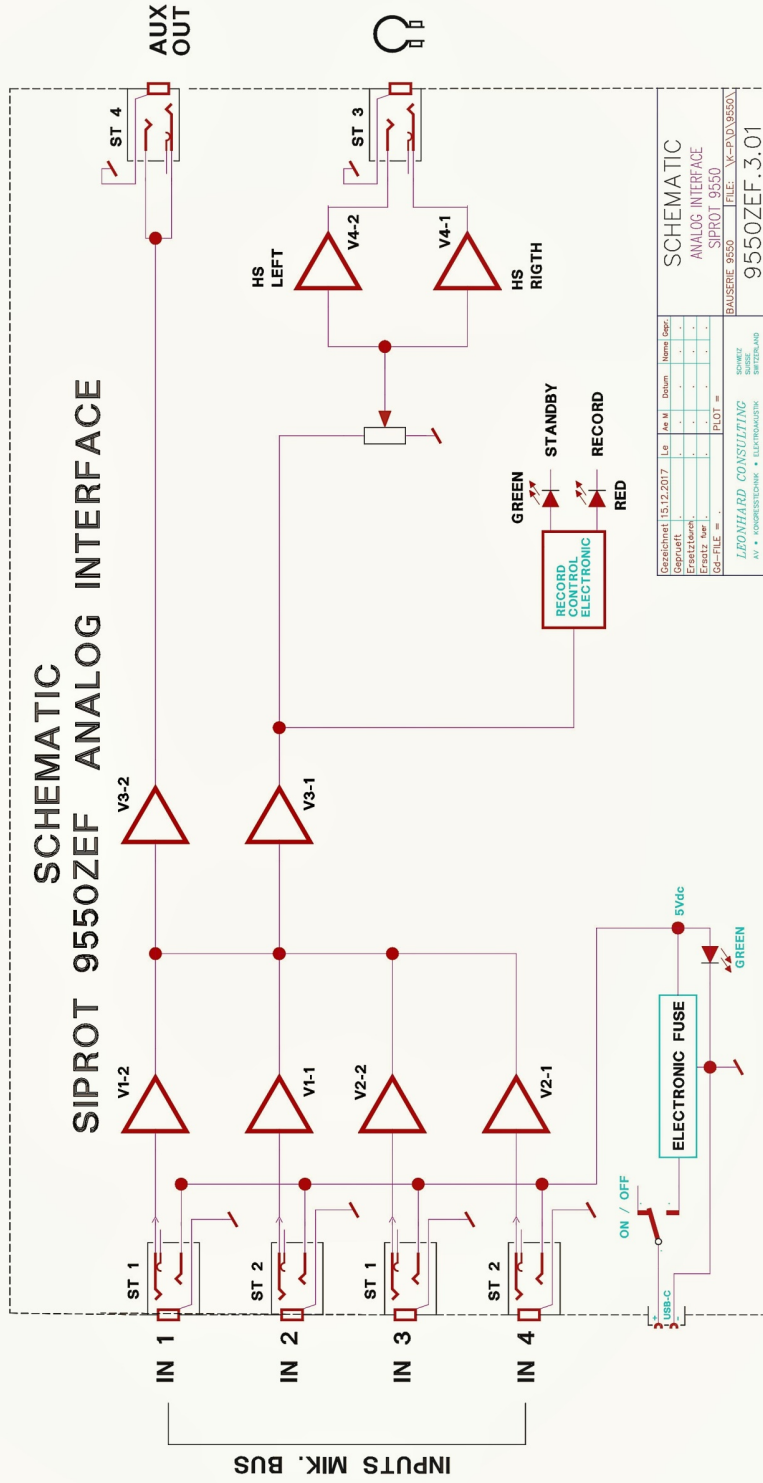 SCHEMATIC
SIPROT 9550ZEF ANALOG INTERFACE
AUX
OUT
ST 4
ST 3
V3-2
V3-1
V1-2
V1-1
V2-2
V2-1
V4-2
V4-1
HS
LEFT
HS
RIGTH
ST 1
ST 2
ST 1
ST 2
IN 1
IN 2
IN 3
IN 4
INPUTS MIK. BUS
RECORD
CONTROL
ELECTRONIC
GREEN
STANDBY
RED
RECORD
ON / OFF
+
USB-C
-
ELECTRONIC FUSE
5Vdc
GREEN
Gezeichnet 15.12.2017 Le Ae M Datum Name Gepr.
Geprueft
Ersetztdurch
Ersatz fuer
Gd-FILE = . PLOT =
LEONHARD CONSULTING
AV • KONGRESSTECHNIK • ELEKTROAKUSTIK
SCHWEIZ
SUISSE
SWITZERLAND
SCHEMATIC
ANALOG INTERFACE
SIPROT 9550
BAUSERIE 9550 FILE: \K-P\D\9550\
9550ZEF.3.01